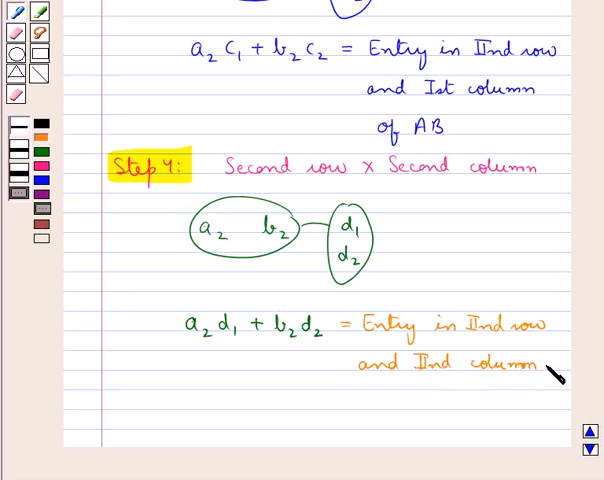 a₂ c₁ + b₂ c₂ = Entry in IInd row
and Ist column
of AB
Step 4: Second row x Second column
a₂ b₂ d₁
d₂
a₂ d₁ + b₂ d₂ = Entry in IInd row
and IInd column